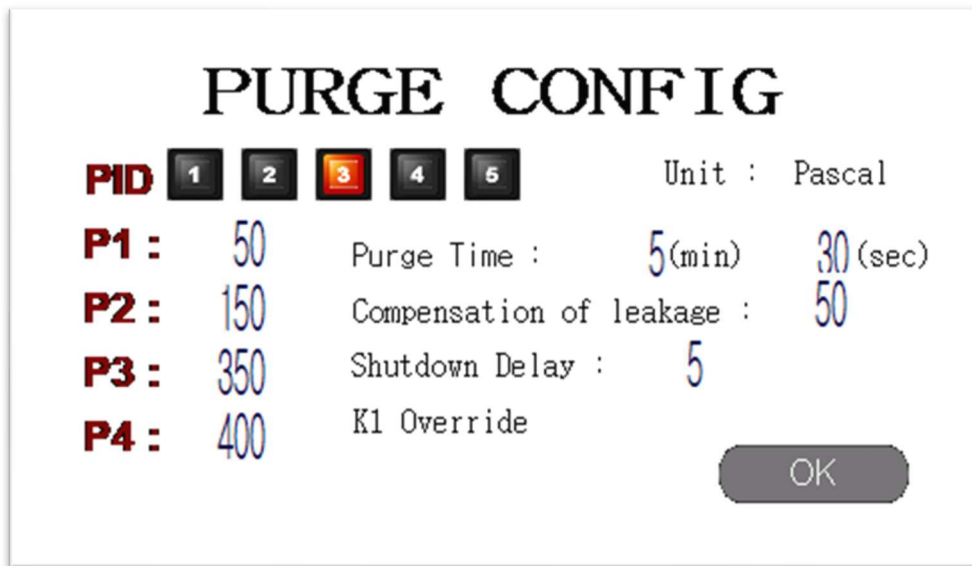 PURGE CONFIG
PID 1 2 3 4 5 Unit : Pascal
P1 : 50 Purge Time : 5(min) 30(sec)
P2 : 150 Compensation of leakage : 50
P3 : 350 Shutdown Delay : 5
P4 : 400 K1 Override
OK